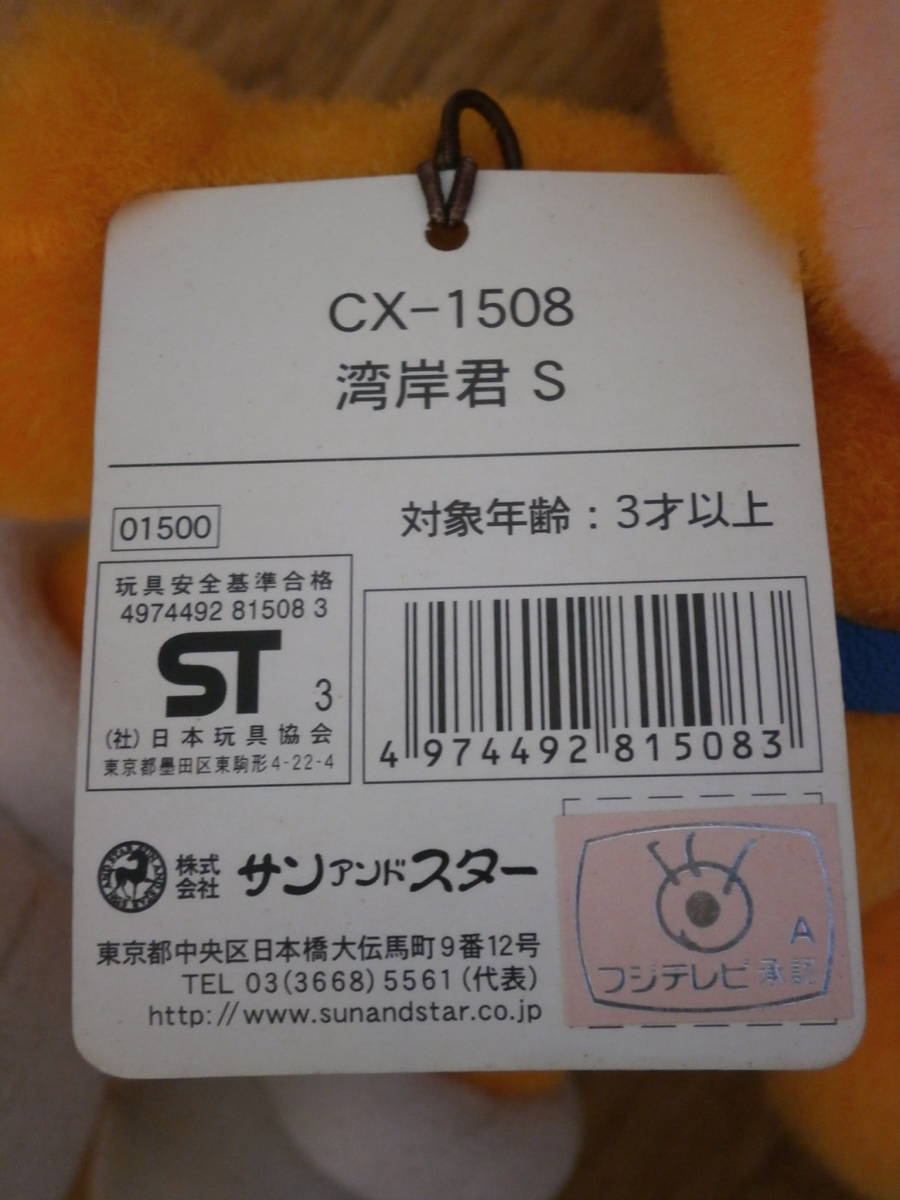 CX-1508
湾岸君 S
01500
対象年齢：3才以上
玩具安全基準合格
4974492 81508 3
ST 3
(社)日本玩具協会
東京都墨田区東駒形4-22-4
4 974492 815083
株式会社 サンアンドスター
東京都中央区日本橋大伝馬町9番12号
TEL 03(3668)5561(代表)
http://www.sunandstar.co.jp
A
フジテレビ承認